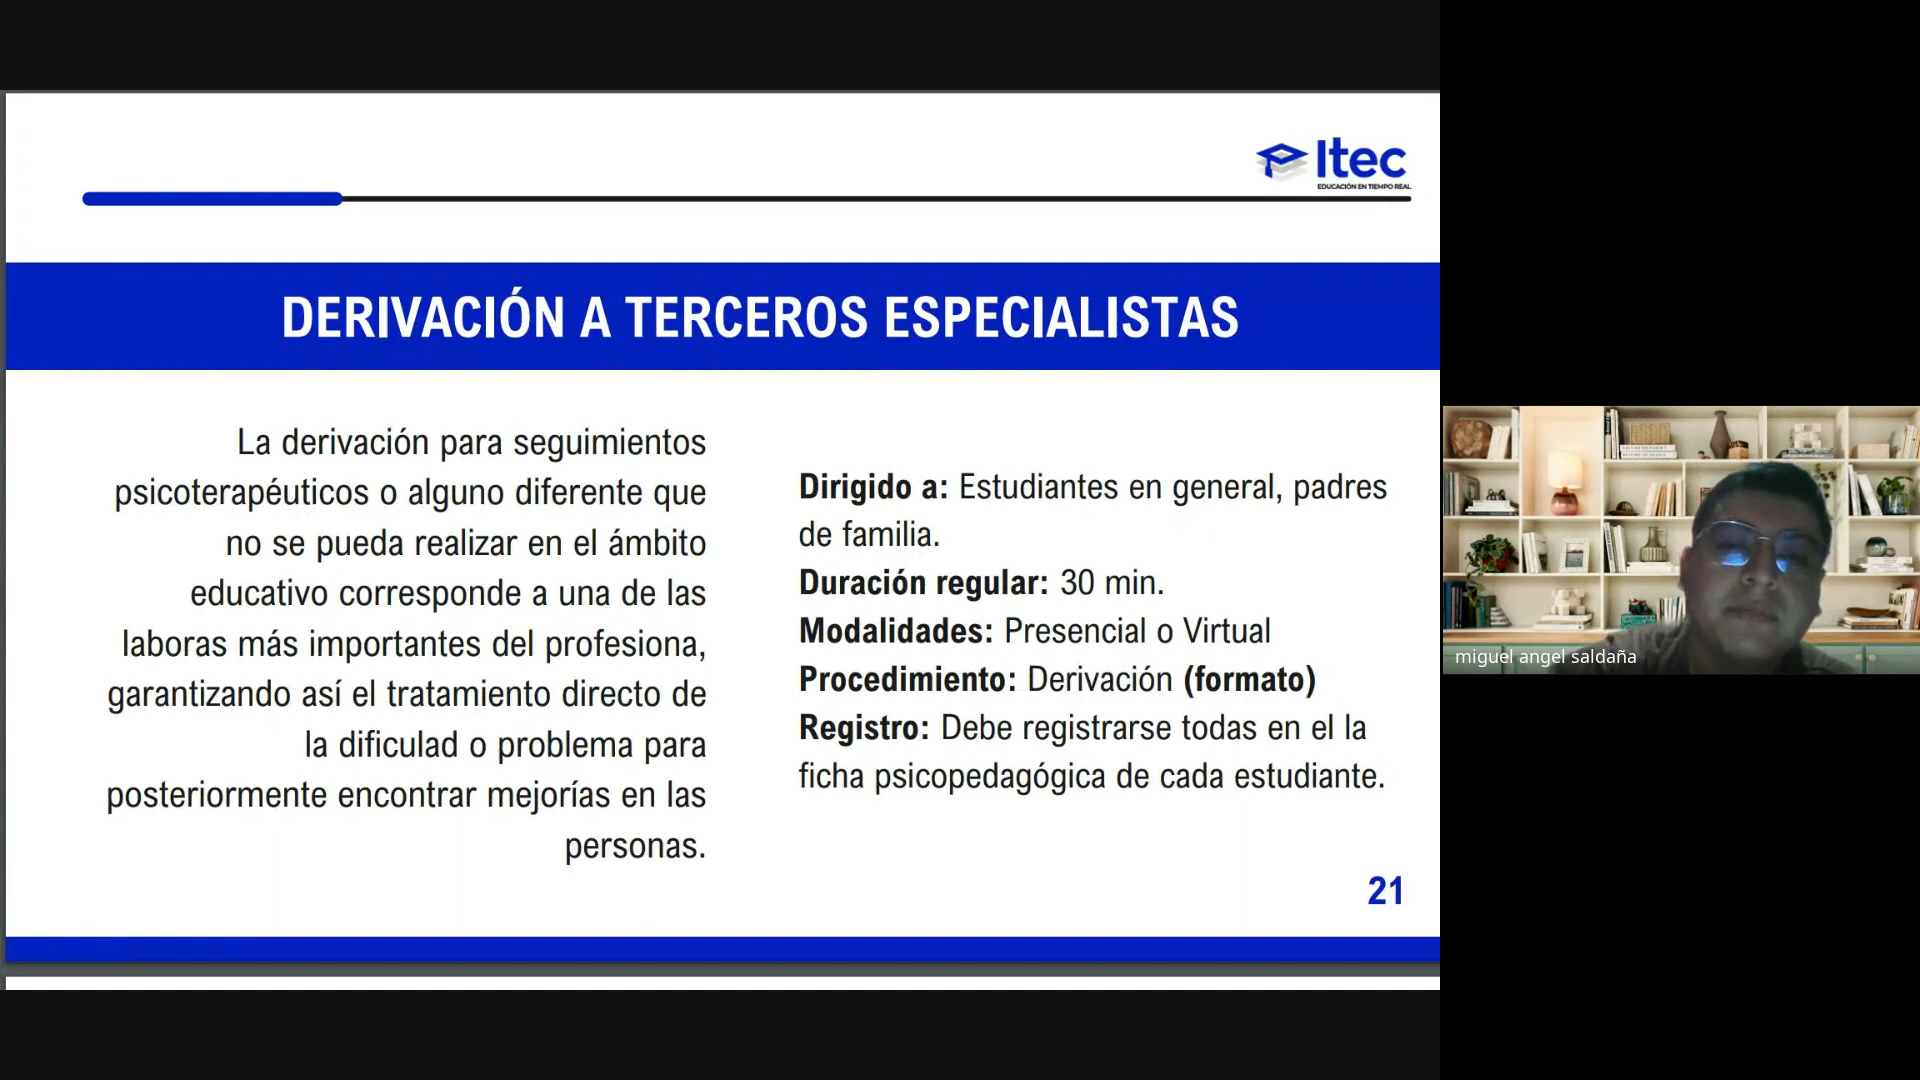 Itec
EDUCACIÓN EN TIEMPO REAL
DERIVACIÓN A TERCEROS ESPECIALISTAS
La derivación para seguimientos
psicoterapéuticos o alguno diferente que
no se pueda realizar en el ámbito
educativo corresponde a una de las
laboras más importantes del profesiona,
garantizando así el tratamiento directo de
la dificulad o problema para
posteriormente encontrar mejorías en las
personas.
Dirigido a: Estudiantes en general, padres
de familia.
Duración regular: 30 min.
Modalidades: Presencial o Virtual
Procedimiento: Derivación (formato)
Registro: Debe registrarse todas en el la
ficha psicopedagógica de cada estudiante.
21
miguel angel saldaña